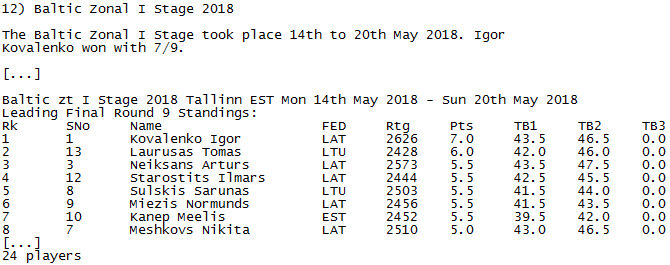 12) Baltic Zonal I Stage 2018
The Baltic Zonal I Stage took place 14th to 20th May 2018. Igor
Kovalenko won with 7/9.
[...]
Baltic zt I Stage 2018 Tallinn EST Mon 14th May 2018 - Sun 20th May 2018
Leading Final Round 9 Standings:
Rk SNo Name FED Rtg Pts TB1 TB2 TB3
1 1 Kovalenko Igor LAT 2626 7.0 43.5 46.5 0.0
2 13 Laurusas Tomas LTU 2428 6.0 42.0 46.0 0.0
3 3 Neiksans Arturs LAT 2573 5.5 43.5 47.5 0.0
4 12 Starostits Ilmars LAT 2444 5.5 42.5 45.5 0.0
5 8 Sulskis Sarunas LTU 2503 5.5 41.5 44.0 0.0
6 9 Miezis Normunds LAT 2456 5.5 41.5 43.5 0.0
7 10 Kanep Meelis EST 2452 5.5 39.5 42.0 0.0
8 7 Meshkovs Nikita LAT 2510 5.0 43.0 46.5 0.0
[...]
24 players